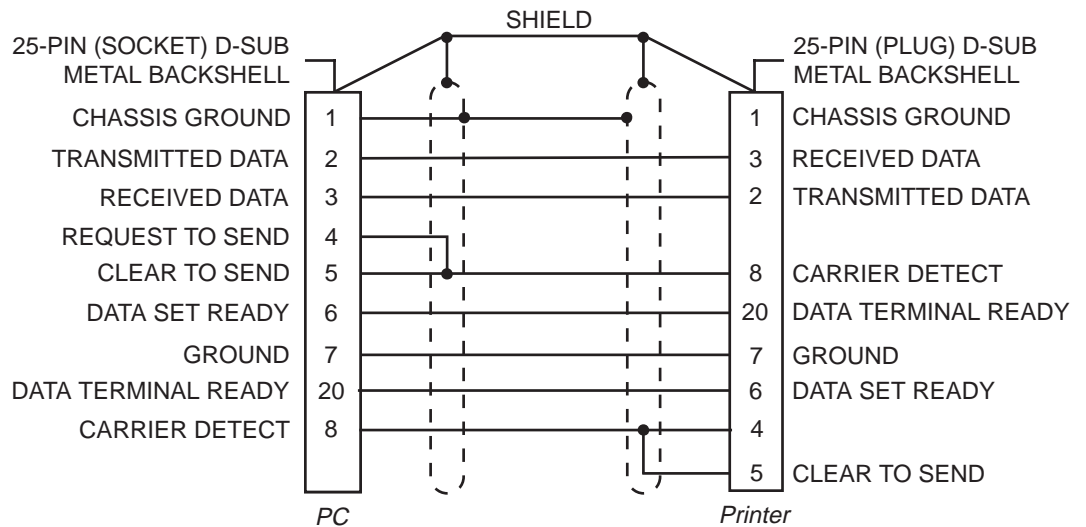 SHIELD
25-PIN (SOCKET) D-SUB
METAL BACKSHELL
25-PIN (PLUG) D-SUB
METAL BACKSHELL
CHASSIS GROUND 1 1 CHASSIS GROUND
TRANSMITTED DATA 2 3 RECEIVED DATA
RECEIVED DATA 3 2 TRANSMITTED DATA
REQUEST TO SEND 4
CLEAR TO SEND 5 8 CARRIER DETECT
DATA SET READY 6 20 DATA TERMINAL READY
GROUND 7 7 GROUND
DATA TERMINAL READY 20 6 DATA SET READY
CARRIER DETECT 8 4
5 CLEAR TO SEND
PC Printer